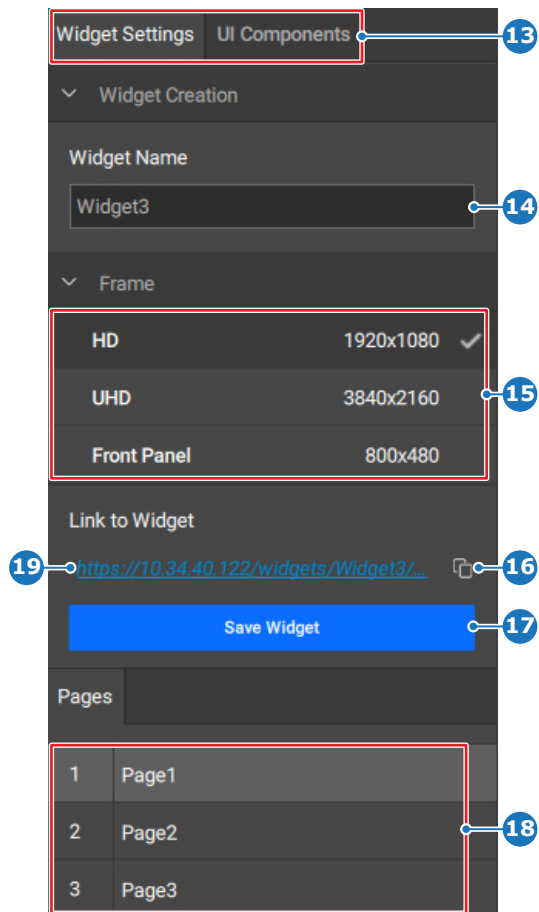 Widget Settings UI Components 13
Widget Creation
Widget Name
Widget3 14
Frame
HD 1920x1080
UHD 3840x2160 15
Front Panel 800x480
Link to Widget
19 https://10.34.40.122/widgets/Widget3/... 16
Save Widget 17
Pages
1 Page1
2 Page2 18
3 Page3